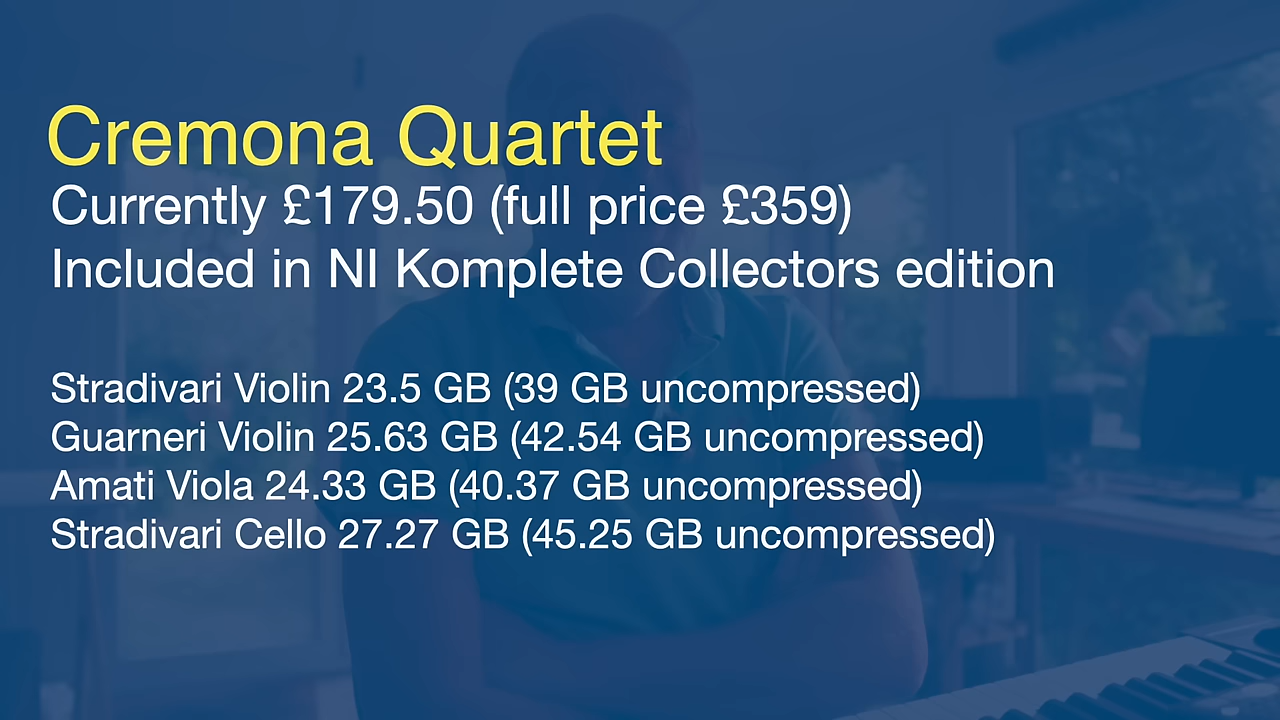 Cremona Quartet
Currently £179.50 (full price £359)
Included in NI Komplete Collectors edition
Stradivari Violin 23.5 GB (39 GB uncompressed)
Guarneri Violin 25.63 GB (42.54 GB uncompressed)
Amati Viola 24.33 GB (40.37 GB uncompressed)
Stradivari Cello 27.27 GB (45.25 GB uncompressed)